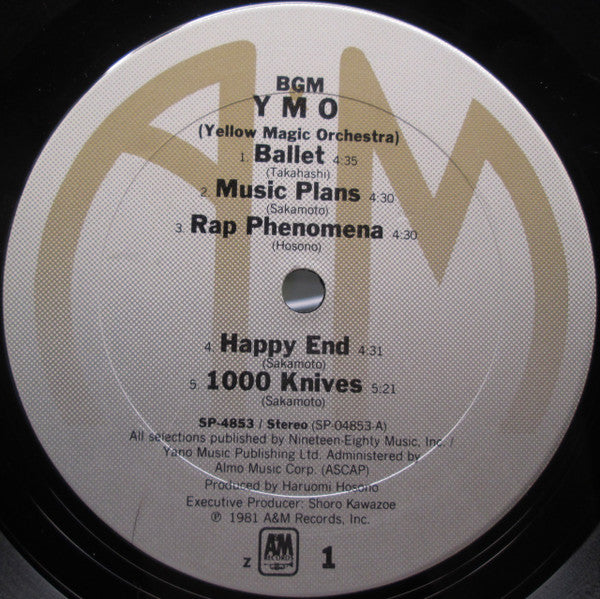 BGM
YMO
(Yellow Magic Orchestra)
1. Ballet 4:35
(Takahashi)
2. Music Plans 4:30
(Sakamoto)
3. Rap Phenomena 4:30
(Hosono)
4. Happy End 4:31
(Sakamoto)
5. 1000 Knives 5:21
(Sakamoto)
SP-4853 / Stereo (SP-04853-A)
All selections published by Nineteen-Eighty Music, Inc. /
Yano Music Publishing Ltd. Administered by
Almo Music Corp. (ASCAP)
Produced by Haruomi Hosono
Executive Producer: Shoro Kawazoe
℗ 1981 A&M Records, Inc.
z A&M RECORDS 1